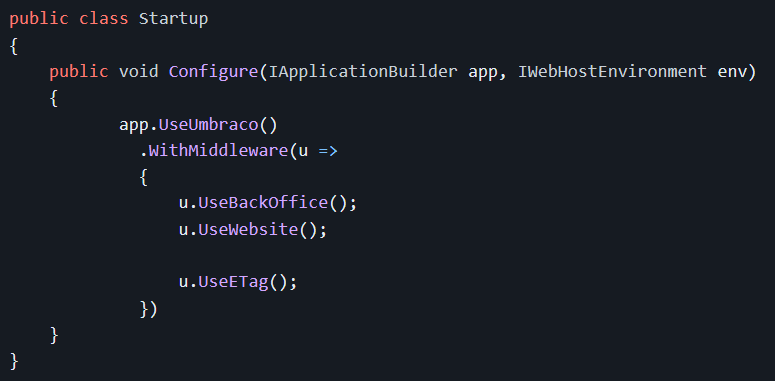 public class Startup
{
    public void Configure(IApplicationBuilder app, IWebHostEnvironment env)
    {
           app.UseUmbraco()
             .WithMiddleware(u =>
             {
                 u.UseBackOffice();
                 u.UseWebsite();

                 u.UseETag();
             })
    }
}